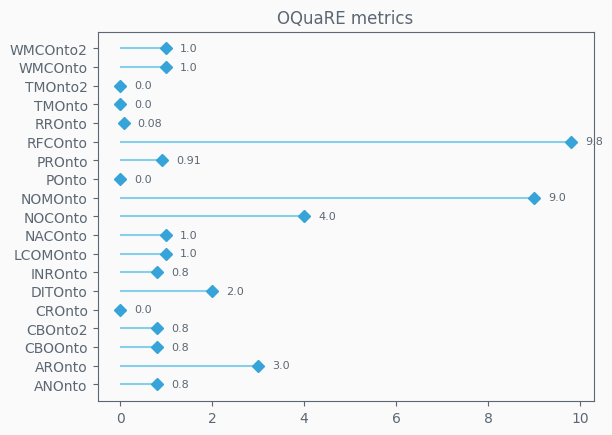 OQuaRE metrics
WMCOnto2 1.0
WMCOnto 1.0
TMOnto2 0.0
TMOnto 0.0
RROnto 0.08
RFCOnto 9.8
PROnto 0.91
POnto 0.0
NOMOnto 9.0
NOCOnto 4.0
NACOnto 1.0
LCOMOnto 1.0
INROnto 0.8
DITOnto 2.0
CROnto 0.0
CBOnto2 0.8
CBOOnto 0.8
AROnto 3.0
ANOnto 0.8
0 2 4 6 8 10